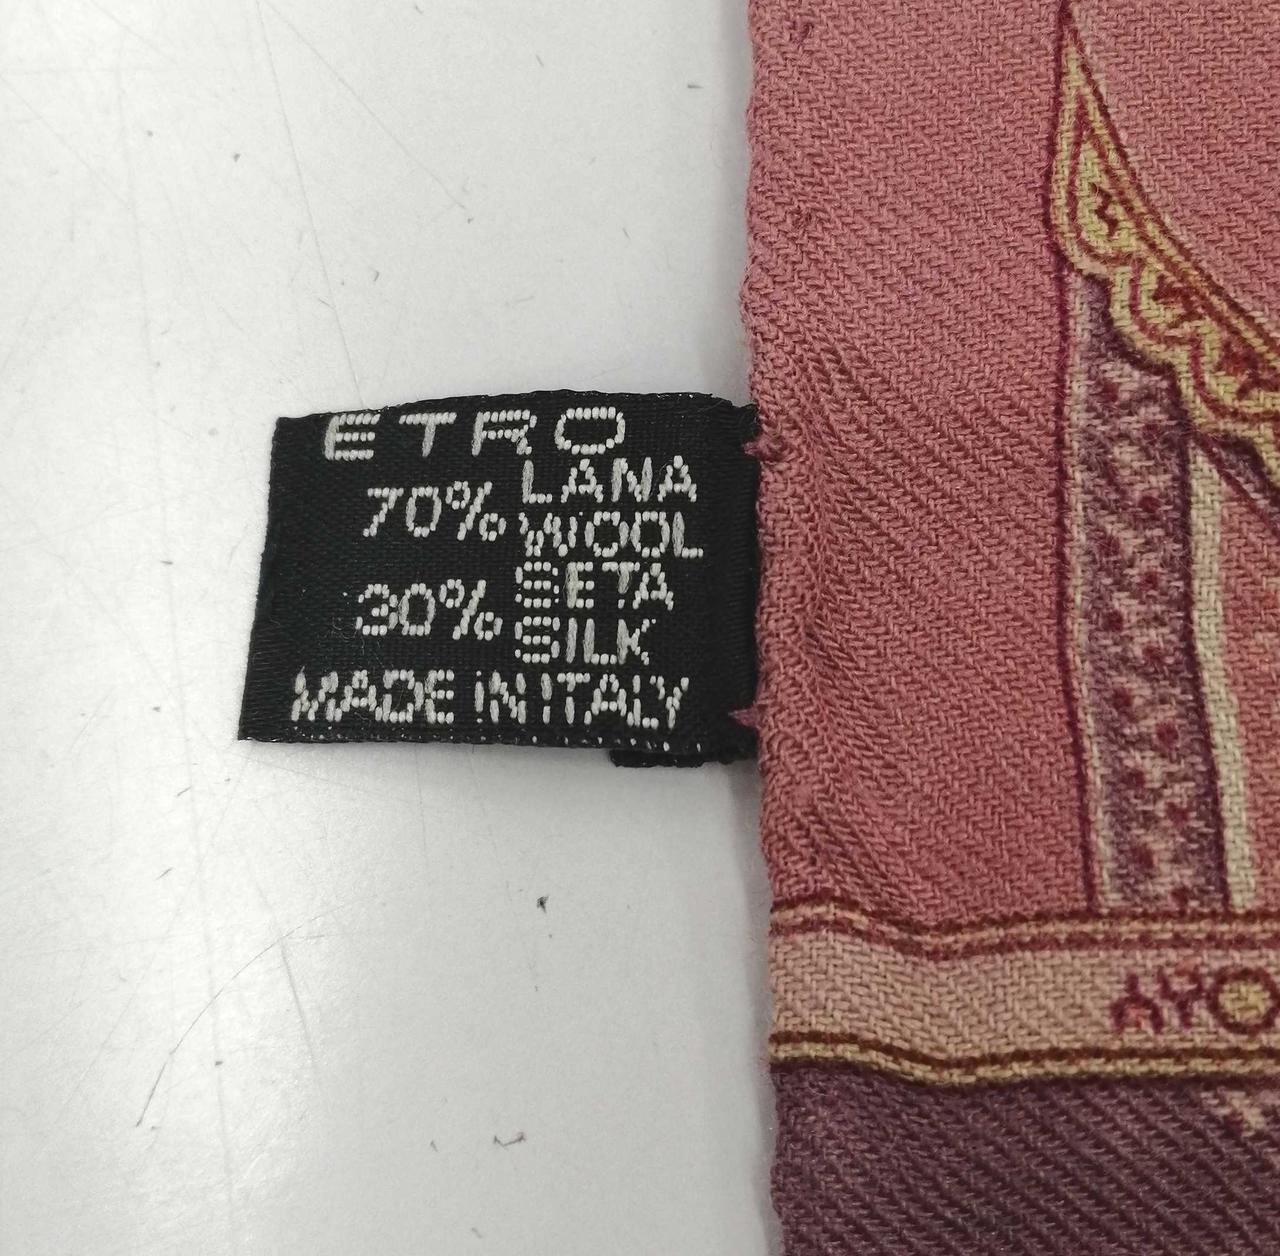 ETRO
70% LANA
WOOL
30% SETA
SILK
MADE IN ITALY